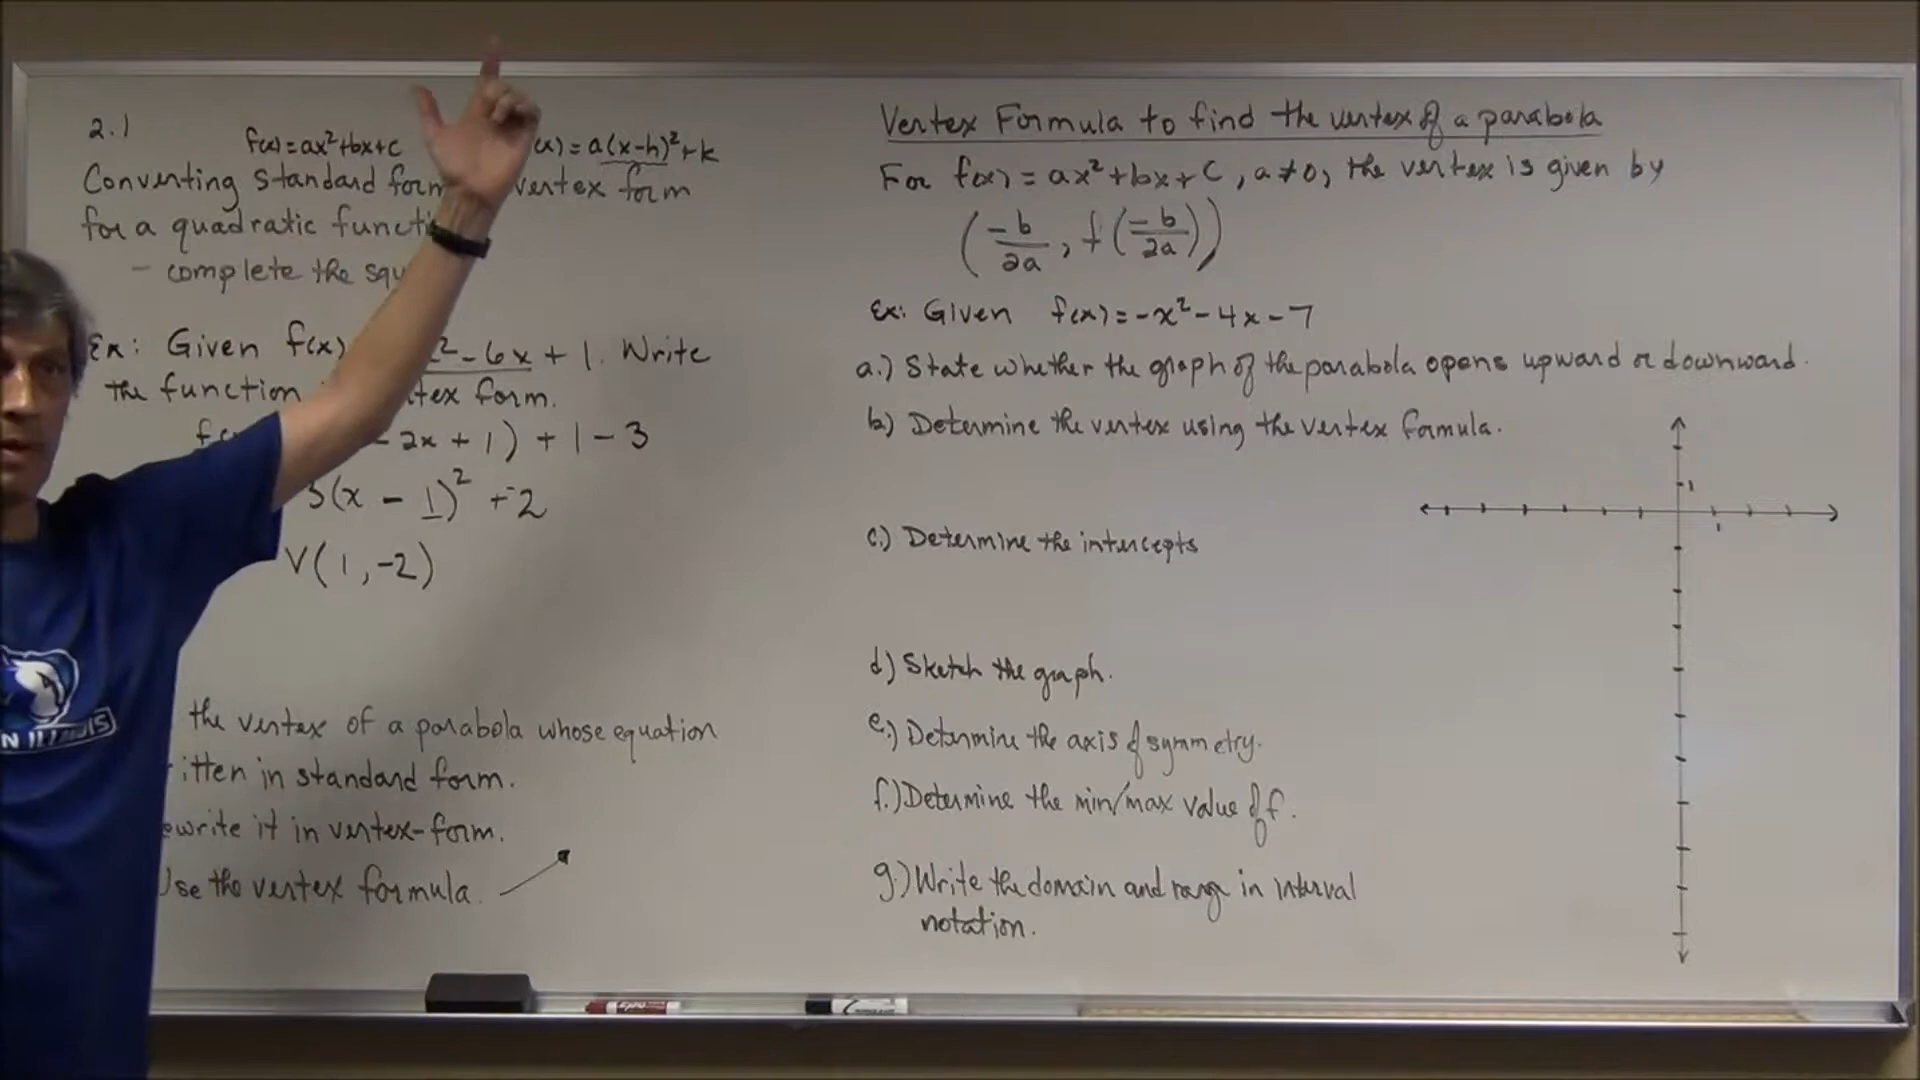 2.1
f(x) = ax² + bx + c (x) = a(x-h)² + k
Converting standard form vertex form
for a quadratic functi
- complete the squ
Ex: Given f(x) ² - 6x + 1. Write
the function tex form.
- 2x + 1) + 1 - 3
3(x - 1)² + -2
V(1, -2)
the vertex of a parabola whose equation
ritten in standard form.
ewrite it in vertex-form.
Use the vertex formula.
Vertex Formula to find the vertex of a parabola
For f(x) = ax² + bx + c, a≠0, the vertex is given by
(-b/2a, f(-b/2a))
Ex: Given f(x) = -x² - 4x - 7
a.) State whether the graph of the parabola opens upward or downward.
b.) Determine the vertex using the vertex formula.
1
1
c.) Determine the intercepts
d.) Sketch the graph.
e.) Determine the axis of symmetry.
f.) Determine the min/max value of f.
g.) Write the domain and range in interval
notation.
N ILLINOIS
EXPO